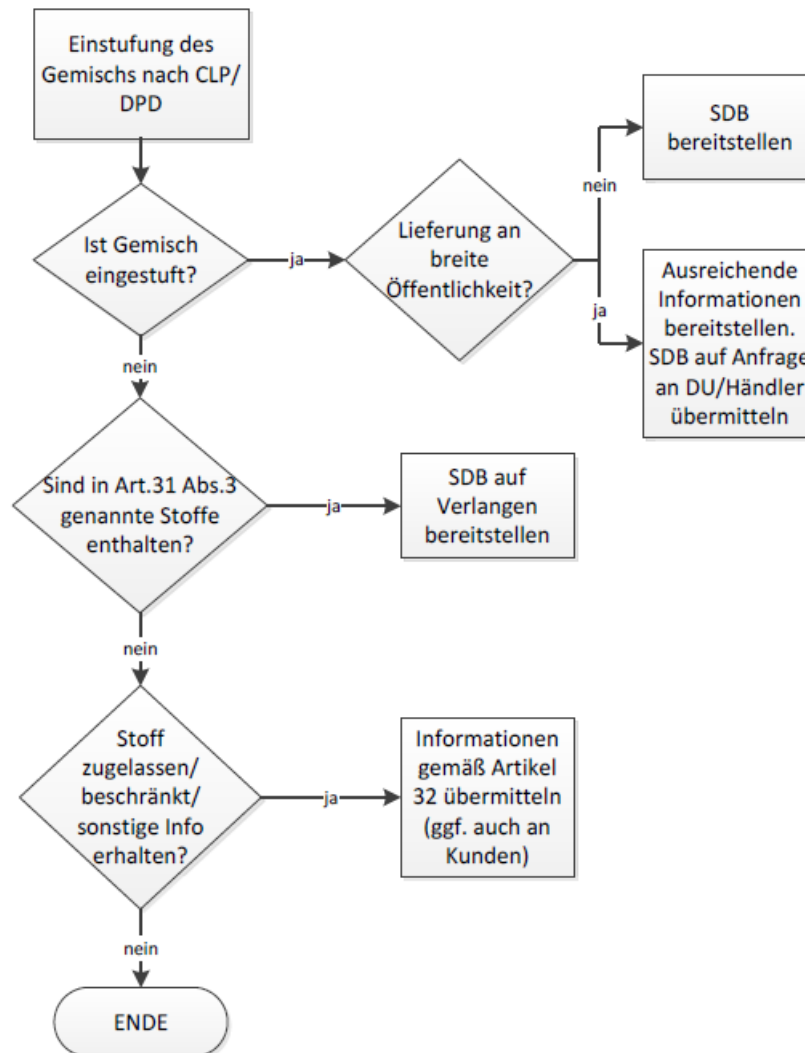 Einstufung des
Gemischs nach CLP/
DPD
SDB
bereitstellen
nein
Ist Gemisch
eingestuft?
ja
Lieferung an
breite
Öffentlichkeit?
ja
Ausreichende
Informationen
bereitstellen.
SDB auf Anfrage
an DU/Händler
übermitteln
nein
Sind in Art.31 Abs.3
genannte Stoffe
enthalten?
ja
SDB auf
Verlangen
bereitstellen
nein
Stoff
zugelassen/
beschränkt/
sonstige Info
erhalten?
ja
Informationen
gemäß Artikel
32 übermitteln
(ggf. auch an
Kunden)
nein
ENDE